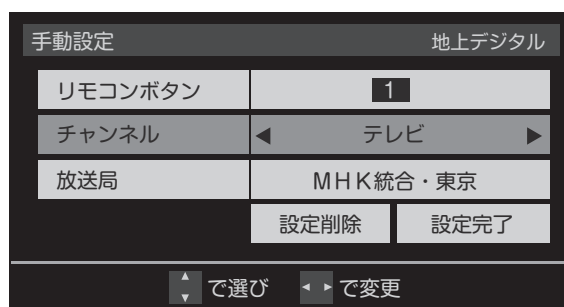 手動設定 地上デジタル
リモコンボタン 1
チャンネル ◀ テレビ ▶
放送局 MHK統合・東京
設定削除 設定完了
で選び で変更